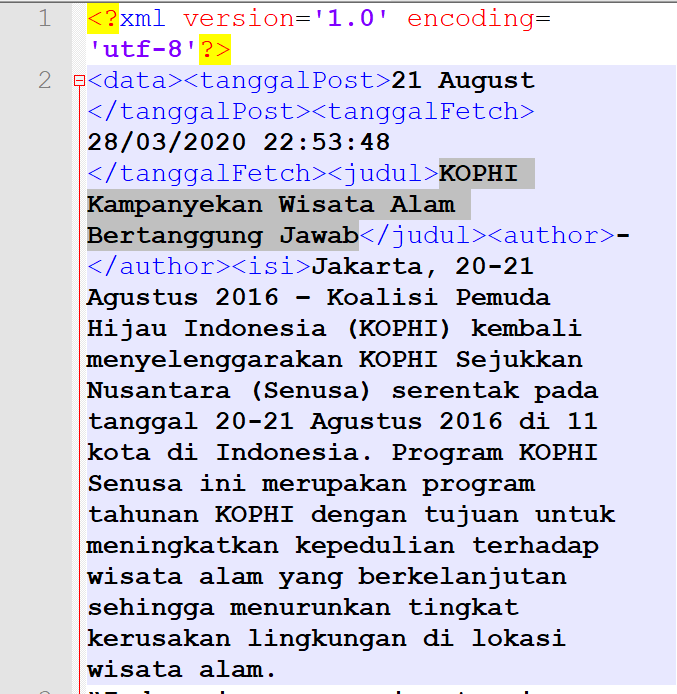 1 <?xml version='1.0' encoding=
'utf-8'?>
2 <data><tanggalPost>21 August
</tanggalPost><tanggalFetch>
28/03/2020 22:53:48
</tanggalFetch><judul>KOPHI
Kampanyekan Wisata Alam
Bertanggung Jawab</judul><author>-
</author><isi>Jakarta, 20-21
Agustus 2016 – Koalisi Pemuda
Hijau Indonesia (KOPHI) kembali
menyelenggarakan KOPHI Sejukkan
Nusantara (Senusa) serentak pada
tanggal 20-21 Agustus 2016 di 11
kota di Indonesia. Program KOPHI
Senusa ini merupakan program
tahunan KOPHI dengan tujuan untuk
meningkatkan kepedulian terhadap
wisata alam yang berkelanjutan
sehingga menurunkan tingkat
kerusakan lingkungan di lokasi
wisata alam.